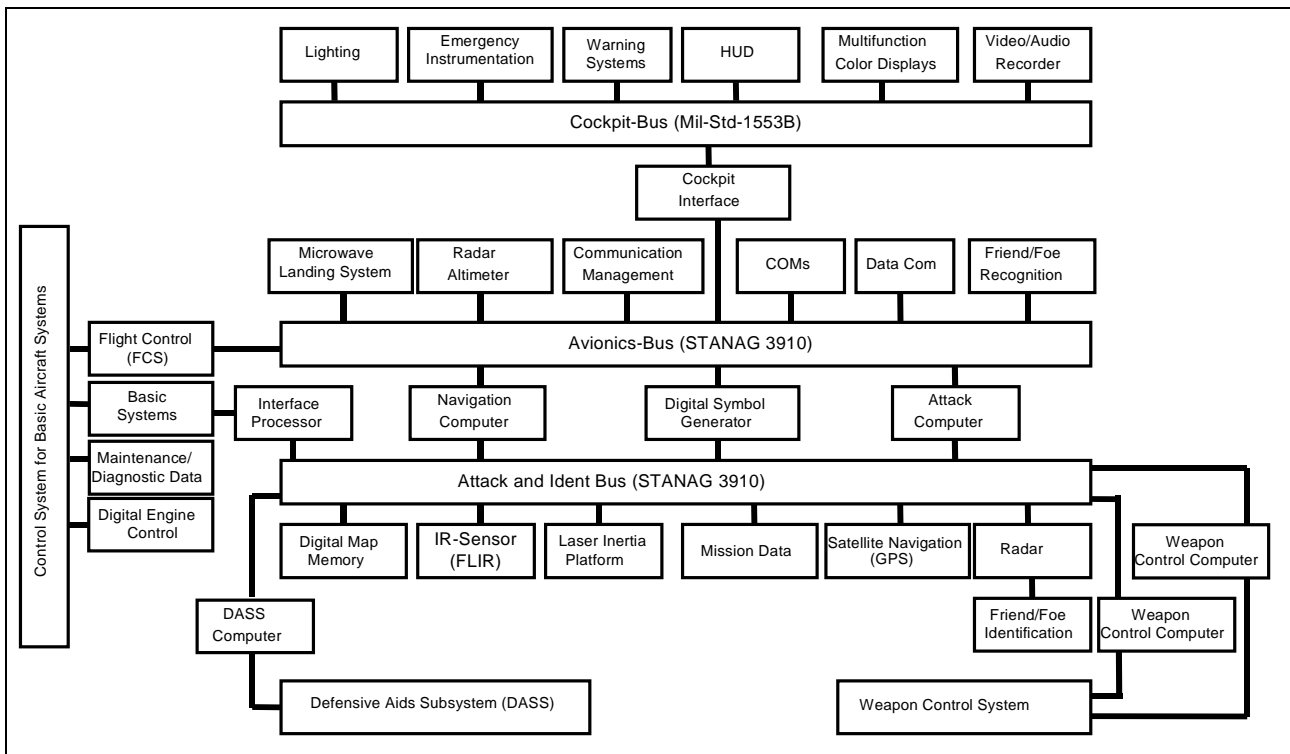 Lighting
Emergency
Instrumentation
Warning
Systems
HUD
Multifunction
Color Displays
Video/Audio
Recorder
Cockpit-Bus (Mil-Std-1553B)
Cockpit
Interface
Control System for Basic Aircraft Systems
Microwave
Landing System
Radar
Altimeter
Communication
Management
COMs
Data Com
Friend/Foe
Recognition
Flight Control
(FCS)
Avionics-Bus (STANAG 3910)
Basic
Systems
Interface
Processor
Navigation
Computer
Digital Symbol
Generator
Attack
Computer
Maintenance/
Diagnostic Data
Attack and Ident Bus (STANAG 3910)
Digital Engine
Control
Digital Map
Memory
IR-Sensor
(FLIR)
Laser Inertia
Platform
Mission Data
Satellite Navigation
(GPS)
Radar
Weapon
Control Computer
DASS
Computer
Friend/Foe
Identification
Weapon
Control Computer
Defensive Aids Subsystem (DASS)
Weapon Control System